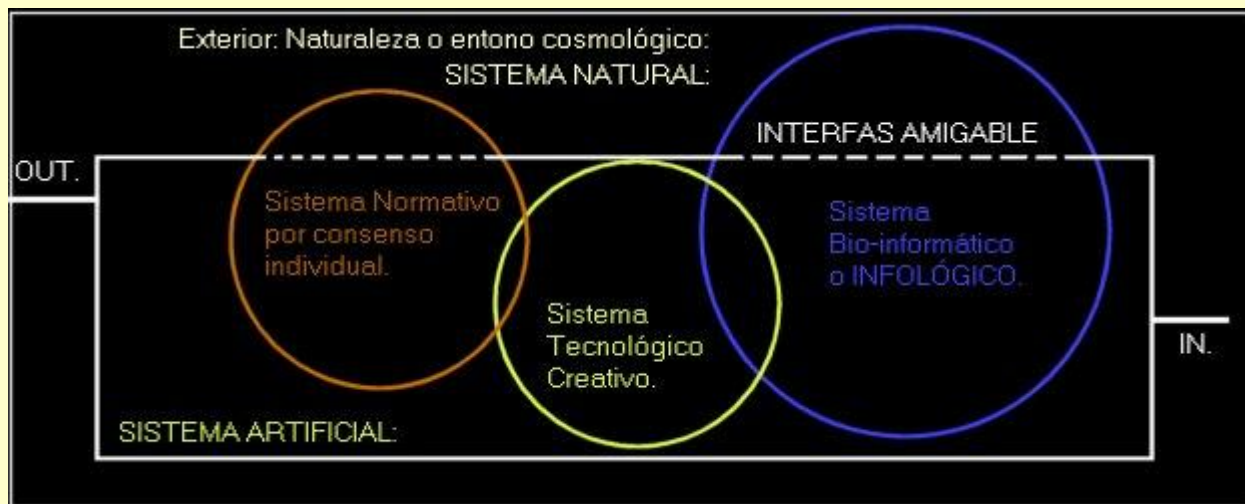 Exterior: Naturaleza o entono cosmológico:
SISTEMA NATURAL:
INTERFAS AMIGABLE
OUT.
Sistema Normativo
por consenso
individual.
Sistema
Bio-informático
o INFOLÓGICO.
Sistema
Tecnológico
Creativo.
IN.
SISTEMA ARTIFICIAL: